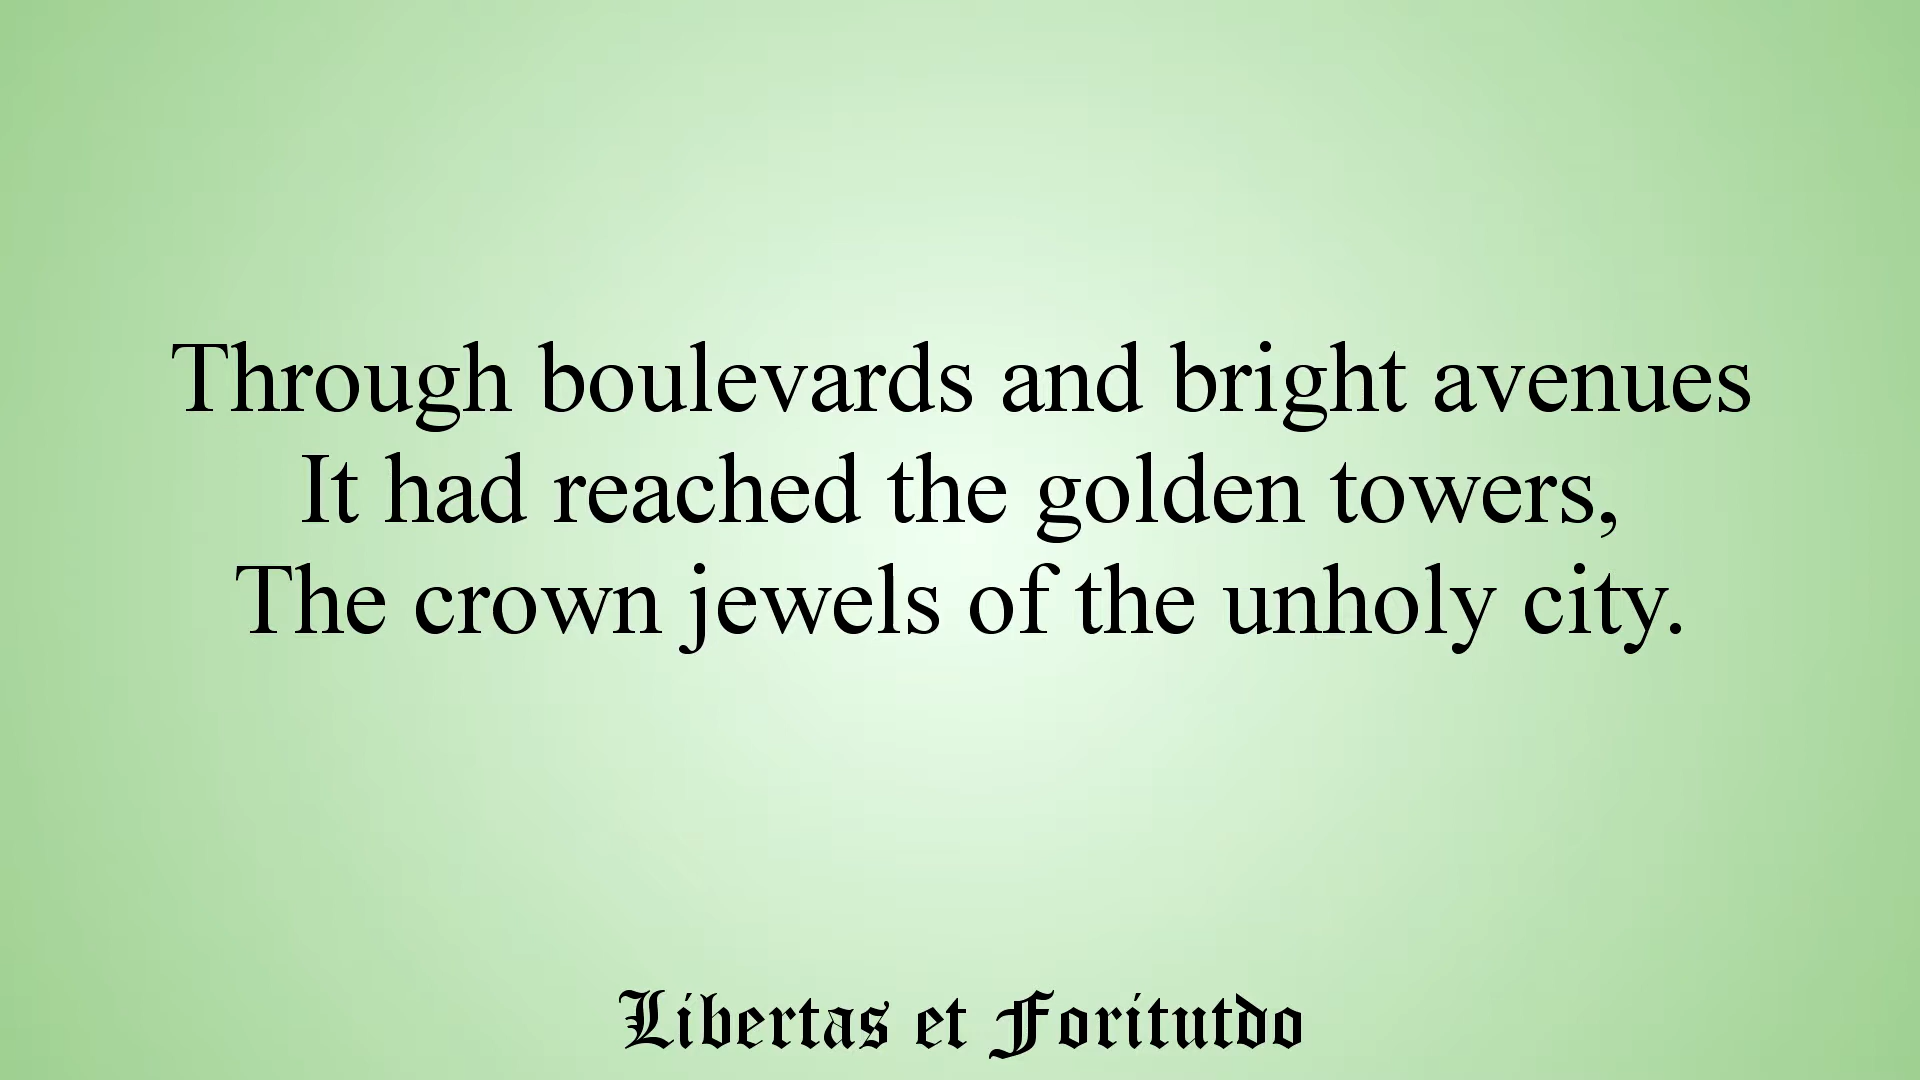 Through boulevards and bright avenues
It had reached the golden towers,
The crown jewels of the unholy city.
Libertas et Foritutdo